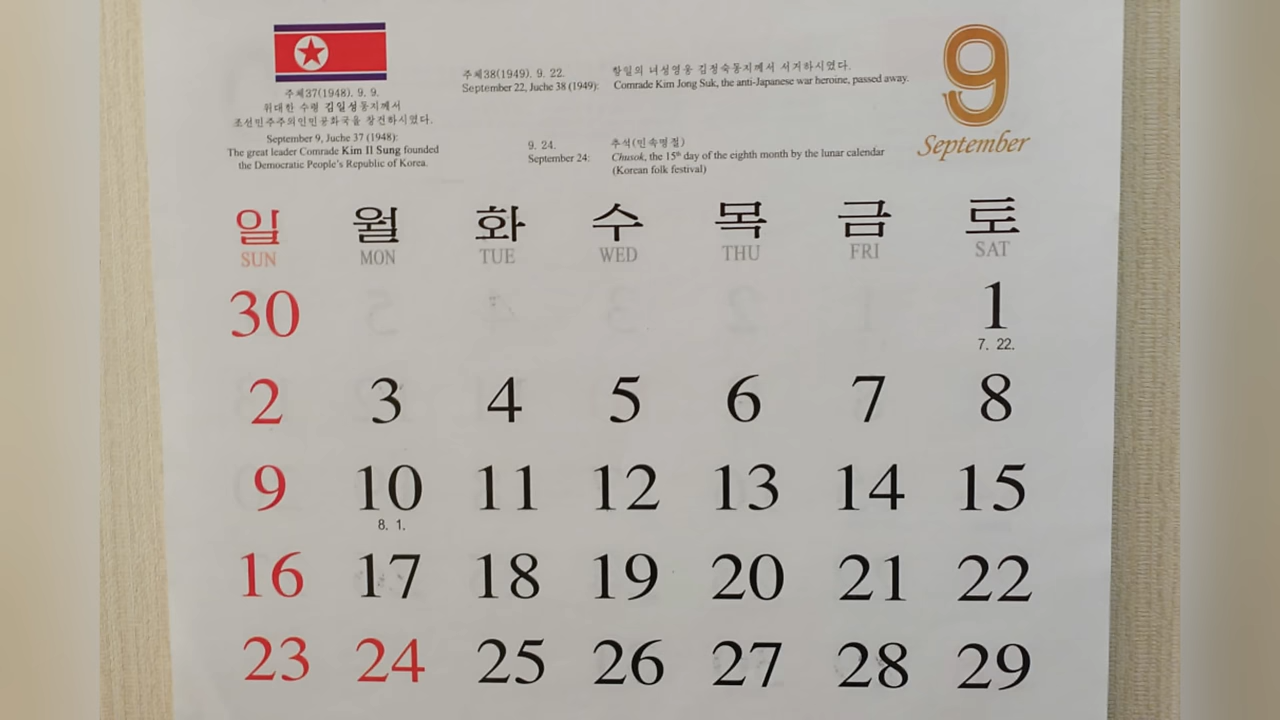 주체37(1948). 9. 9.
위대한 수령 김일성동지께서
조선민주주의인민공화국을 창건하시였다.
September 9, Juche 37 (1948):
The great leader Comrade Kim Il Sung founded
the Democratic People's Republic of Korea.
주체38(1949). 9. 22. 항일의 녀성영웅 김정숙동지께서 서거하시였다.
September 22, Juche 38 (1949): Comrade Kim Jong Suk, the anti-Japanese war heroine, passed away.
9. 24. 추석(민속명절)
September 24: Chusok, the 15th day of the eighth month by the lunar calendar
(Korean folk festival)
9
September
일 월 화 수 목 금 토
SUN MON TUE WED THU FRI SAT
30 1
7. 22.
2 3 4 5 6 7 8
9 10 11 12 13 14 15
8. 1.
16 17 18 19 20 21 22
23 24 25 26 27 28 29